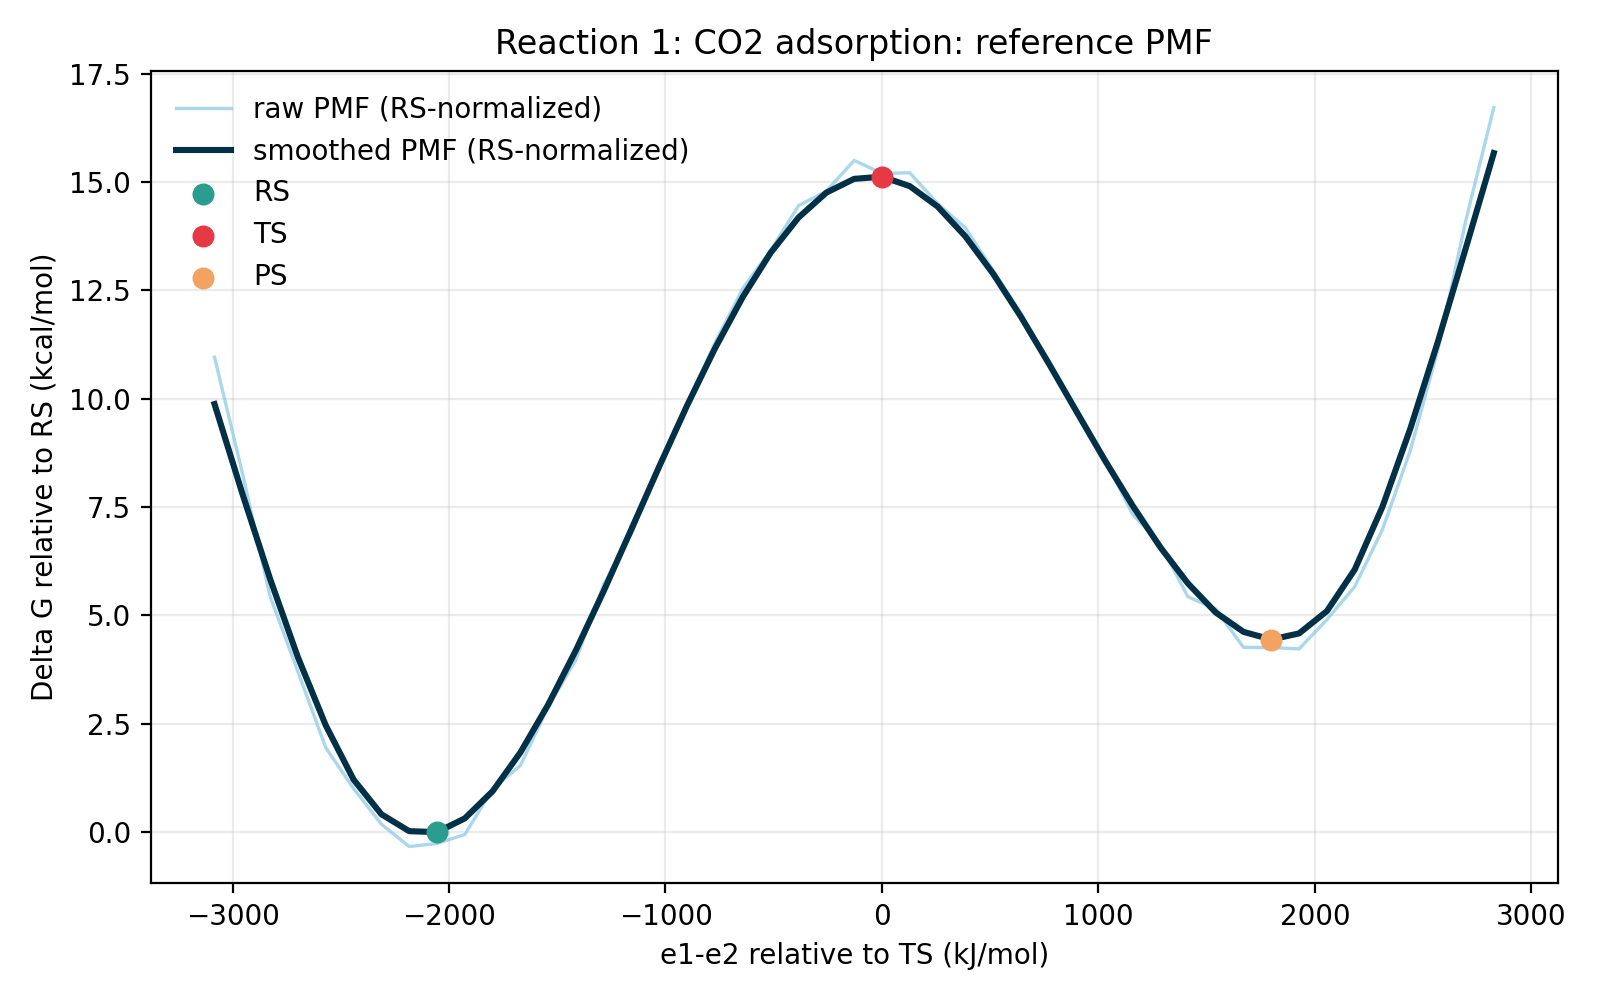 Reaction 1: CO2 adsorption: reference PMF
17.5
15.0
12.5
10.0
7.5
5.0
2.5
0.0
Delta G relative to RS (kcal/mol)
raw PMF (RS-normalized)
smoothed PMF (RS-normalized)
RS
TS
PS
−3000 −2000 −1000 0 1000 2000 3000
e1-e2 relative to TS (kJ/mol)